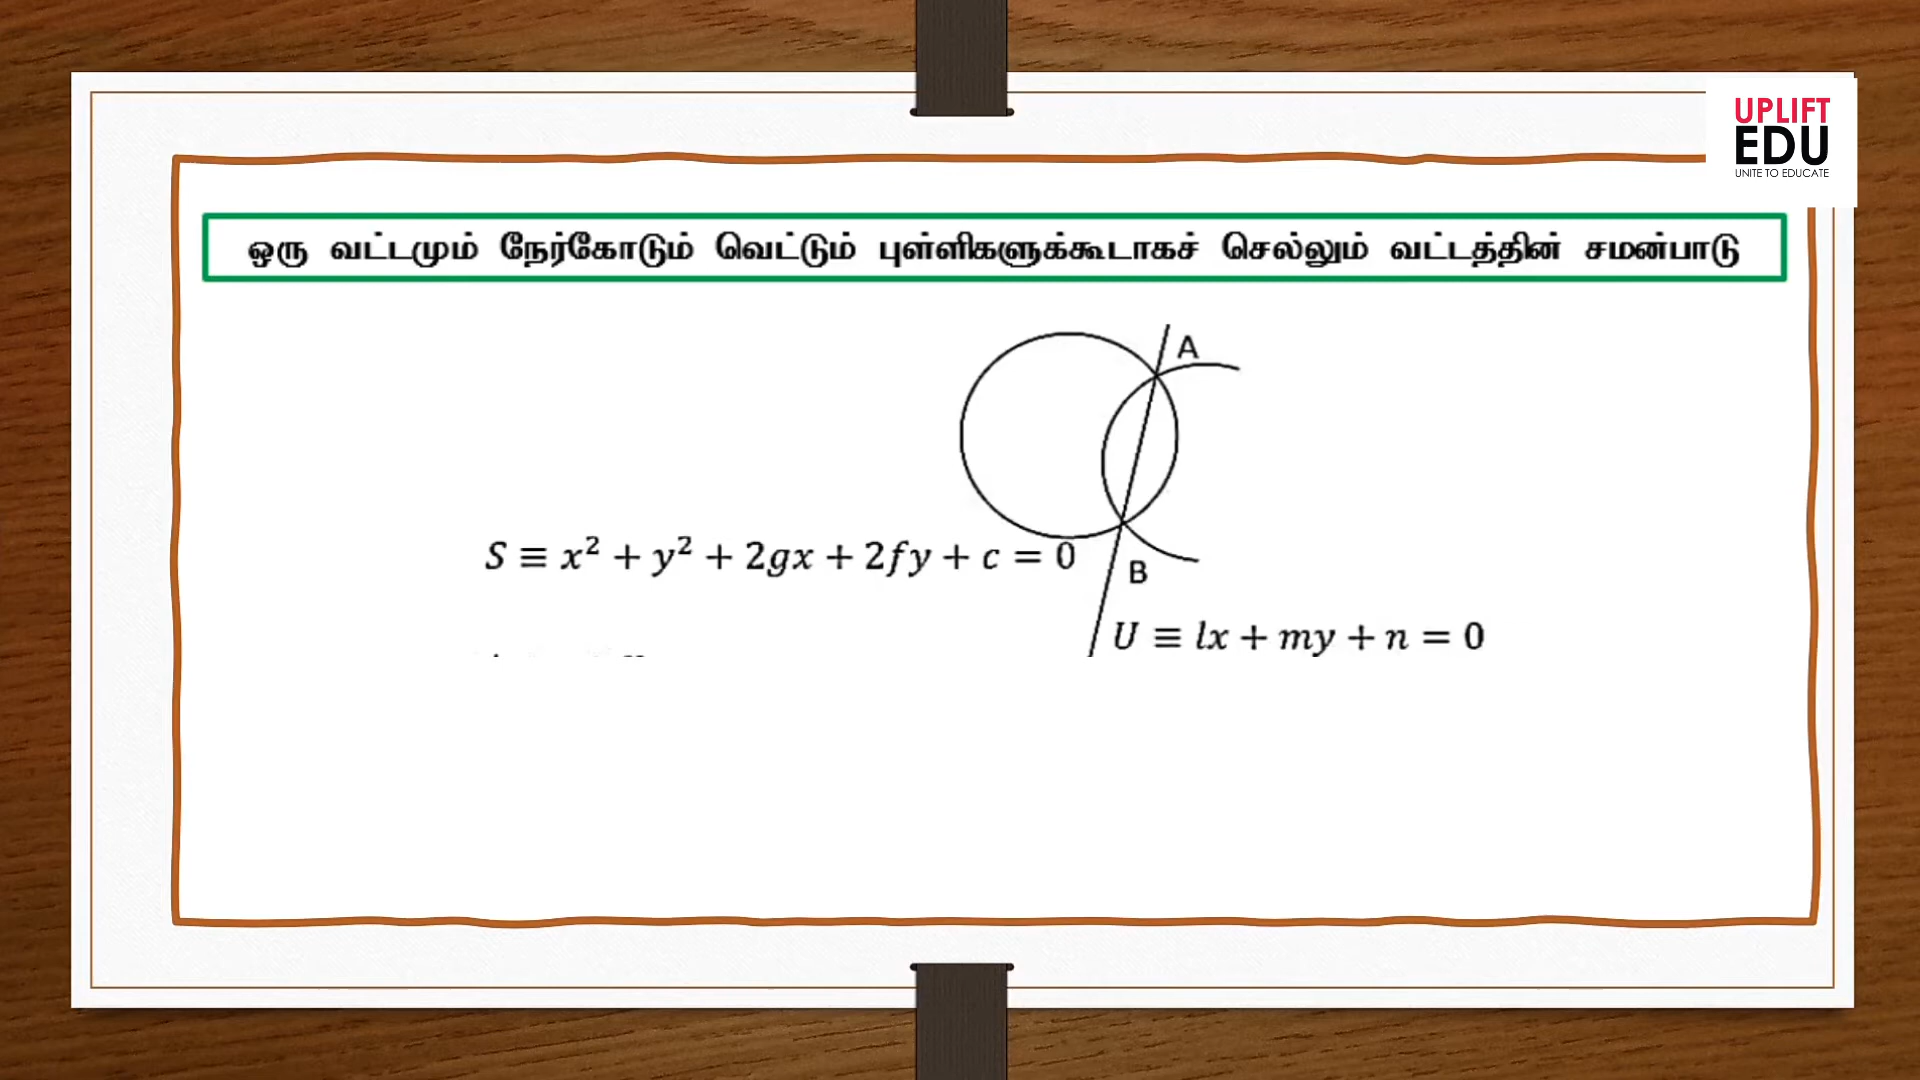 UPLIFT
EDU
UNITE TO EDUCATE
ஒரு வட்டமும் நேர்கோடும் வெட்டும் புள்ளிகளுக்கூடாகச் செல்லும் வட்டத்தின் சமன்பாடு
A
S ≡ x² + y² + 2gx + 2fy + c = 0
B
U ≡ lx + my + n = 0